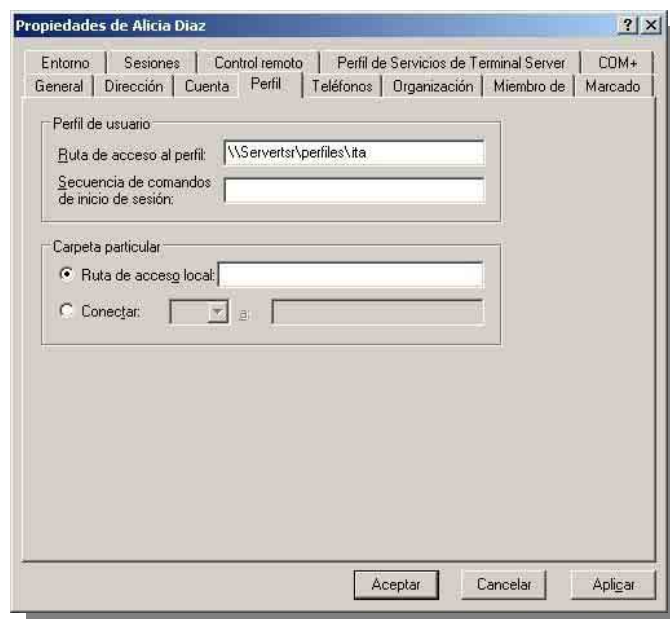 Propiedades de Alicia Diaz
Entorno Sesiones Control remoto Perfil de Servicios de Terminal Server COM+
General Dirección Cuenta Perfil Teléfonos Organización Miembro de Marcado
Perfil de usuario
Ruta de acceso al perfil: \\Servertsr\perfiles\ita
Secuencia de comandos
de inicio de sesión:
Carpeta particular
Ruta de acceso local:
Conectar: a:
Aceptar Cancelar Aplicar